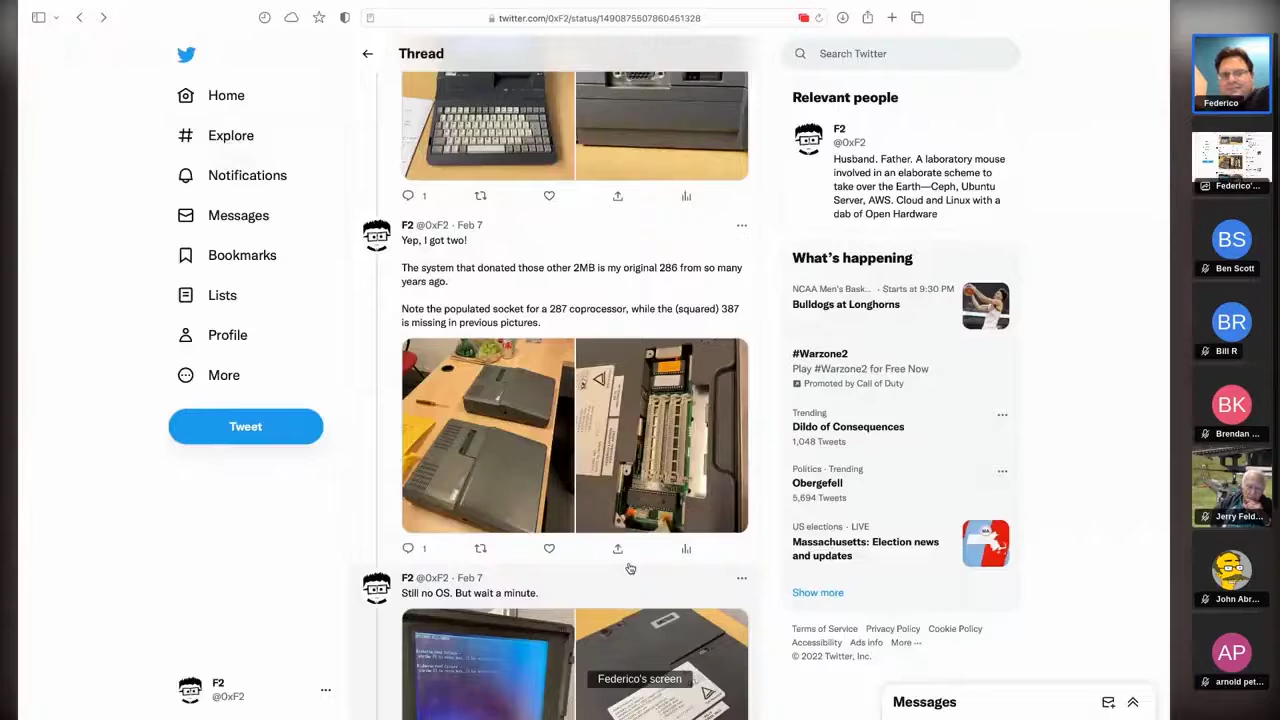 twitter.com/0xF2/status/1490875507860451328
Home
Explore
Notifications
Messages
Bookmarks
Lists
Profile
More
Tweet
F2
@0xF2
Thread
1
F2 @0xF2 · Feb 7
Yep, I got two!
The system that donated those other 2MB is my original 286 from so many
years ago.
Note the populated socket for a 287 coprocessor, while the (squared) 387
is missing in previous pictures.
1
F2 @0xF2 · Feb 7
Still no OS. But wait a minute.
Federico's screen
Search Twitter
Relevant people
F2
@0xF2
Husband. Father. A laboratory mouse
involved in an elaborate scheme to
take over the Earth—Ceph, Ubuntu
Server, AWS. Cloud and Linux with a
dab of Open Hardware
What's happening
NCAA Men's Bask... · Starts at 9:30 PM
Bulldogs at Longhorns
#Warzone2
Play #Warzone2 for Free Now
Promoted by Call of Duty
Trending
Dildo of Consequences
1,048 Tweets
Politics · Trending
Obergefell
5,694 Tweets
US elections · LIVE
Massachusetts: Election news
and updates
Show more
Terms of Service Privacy Policy Cookie Policy
Accessibility Ads info More ···
© 2022 Twitter, Inc.
Messages
Federico
Federico'...
BS
Ben Scott
BR
Bill R
BK
Brendan ...
Jerry Feld...
John Abr...
AP
arnold pet...